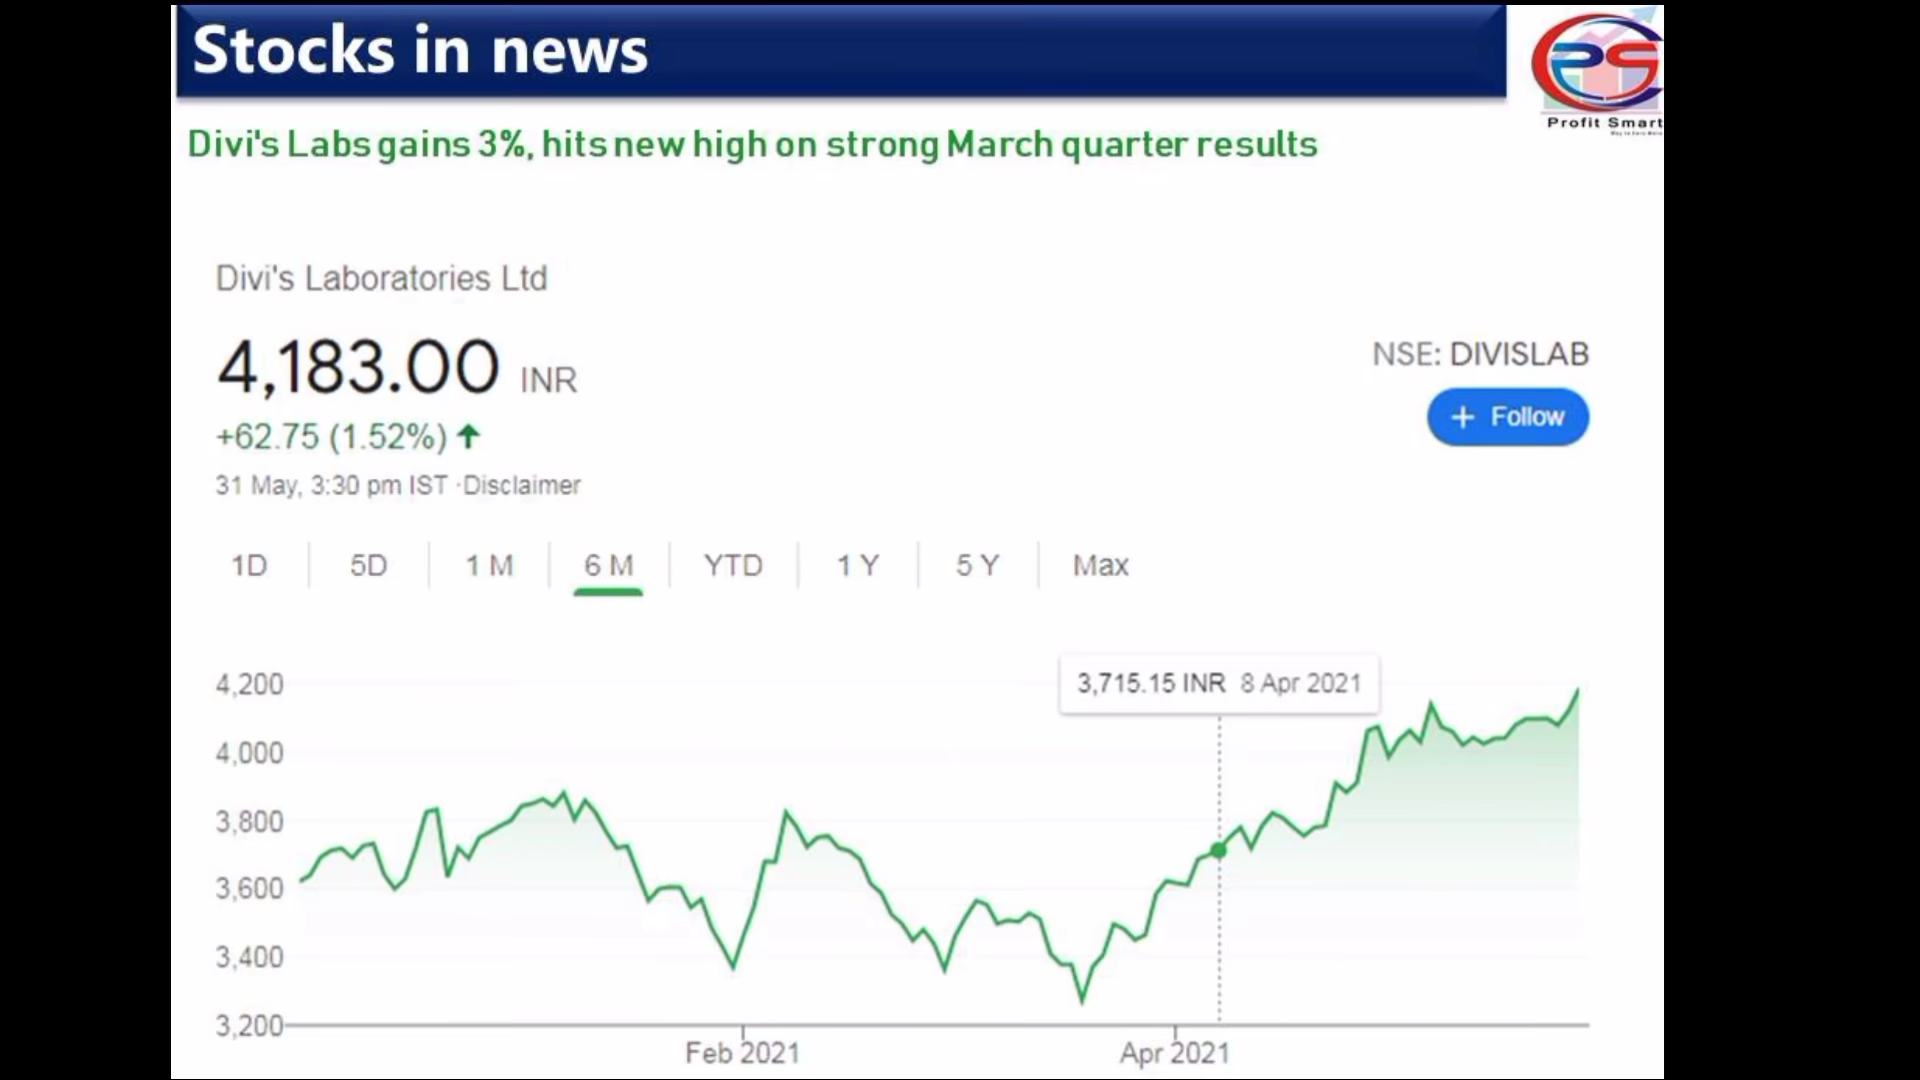 Stocks in news
Profit Smart
Divi's Labs gains 3%, hits new high on strong March quarter results
Divi's Laboratories Ltd
4,183.00 INR
NSE: DIVISLAB
+ Follow
+62.75 (1.52%)
31 May, 3:30 pm IST ·Disclaimer
1D 5D 1 M 6 M YTD 1 Y 5 Y Max
3,715.15 INR 8 Apr 2021
4,200
4,000
3,800
3,600
3,400
3,200
Feb 2021 Apr 2021